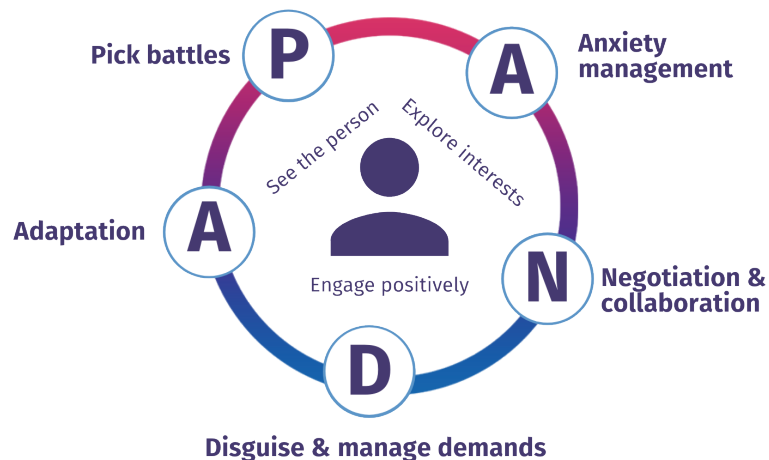 P
Pick battles
A
Anxiety
management
N
Negotiation &
collaboration
D
Disguise & manage demands
A
Adaptation
See the person
Explore interests
Engage positively